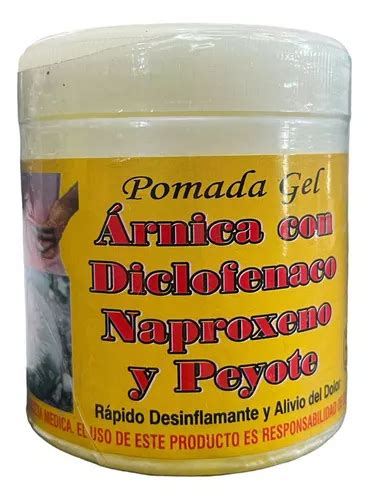 Pomada Gel
Árnica con
Diclofenaco
Naproxeno
y Peyote
Rápido Desinflamante y Alivio del Dolor
MEDICA. EL USO DE ESTE PRODUCTO ES RESPONSABILIDAD